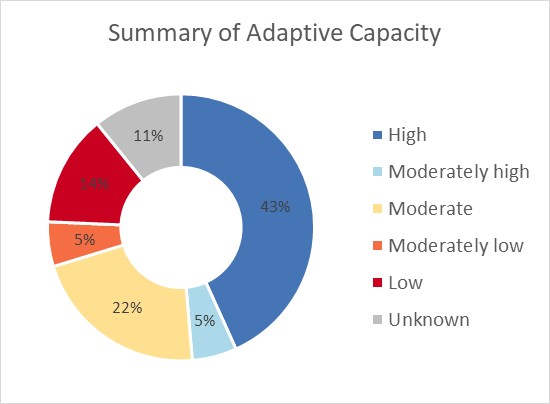 Summary of Adaptive Capacity
11%
43%
14%
5%
22%
5%
High
Moderately high
Moderate
Moderately low
Low
Unknown